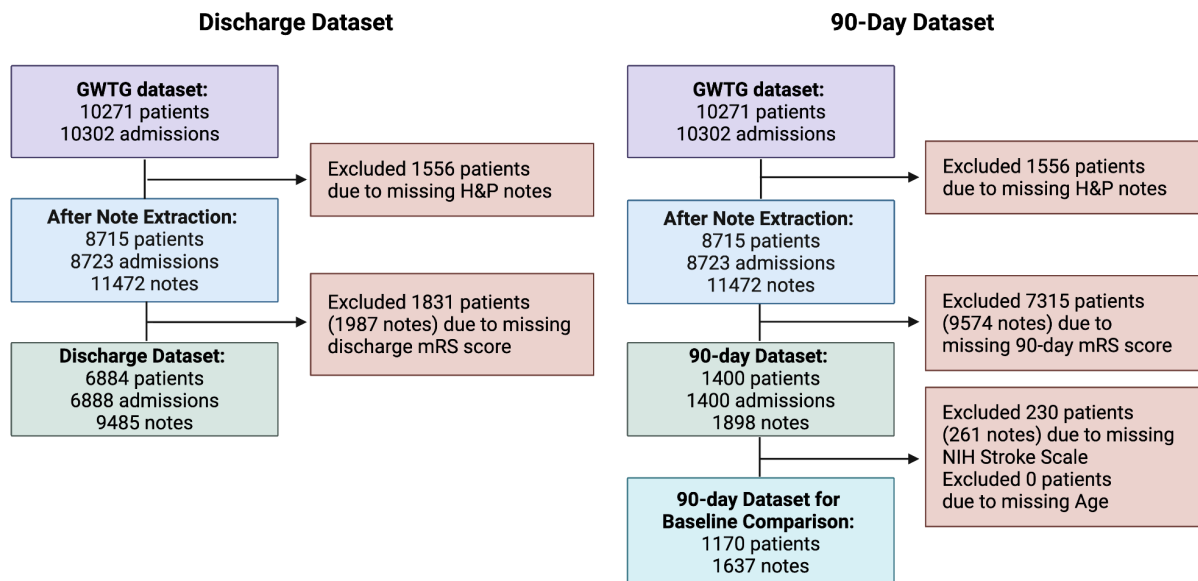 Discharge Dataset
GWTG dataset:
10271 patients
10302 admissions
Excluded 1556 patients
due to missing H&P notes
After Note Extraction:
8715 patients
8723 admissions
11472 notes
Excluded 1831 patients
(1987 notes) due to missing
discharge mRS score
Discharge Dataset:
6884 patients
6888 admissions
9485 notes
90-Day Dataset
GWTG dataset:
10271 patients
10302 admissions
Excluded 1556 patients
due to missing H&P notes
After Note Extraction:
8715 patients
8723 admissions
11472 notes
Excluded 7315 patients
(9574 notes) due to
missing 90-day mRS score
90-day Dataset:
1400 patients
1400 admissions
1898 notes
Excluded 230 patients
(261 notes) due to missing
NIH Stroke Scale
Excluded 0 patients
due to missing Age
90-day Dataset for
Baseline Comparison:
1170 patients
1637 notes